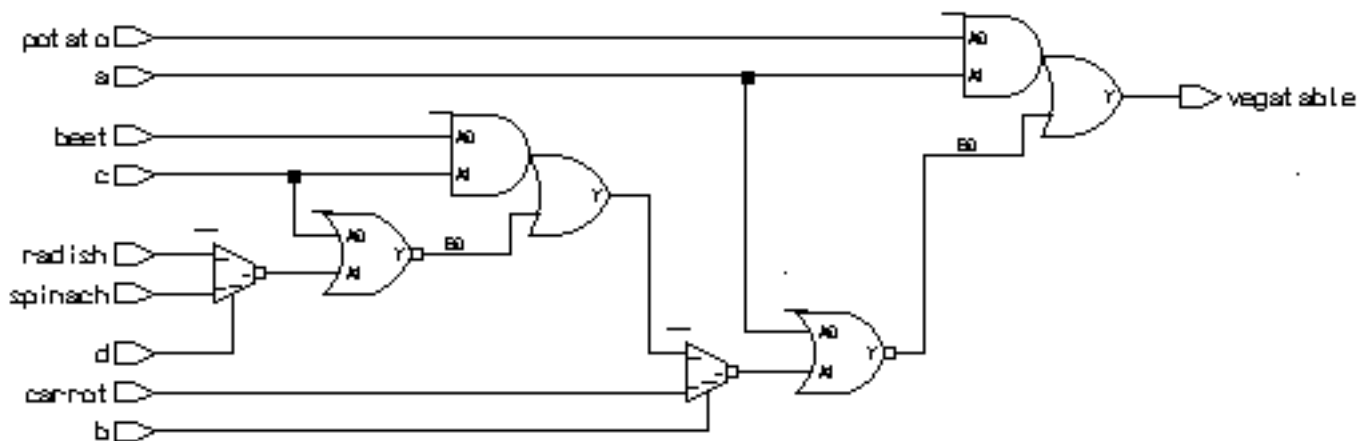 potato
A0
a
A1
Y
vegatable
beet
A0
B0
c
A1
Y
radish
A0
Y
B0
A1
spinach
d
A0
Y
A1
carrot
b